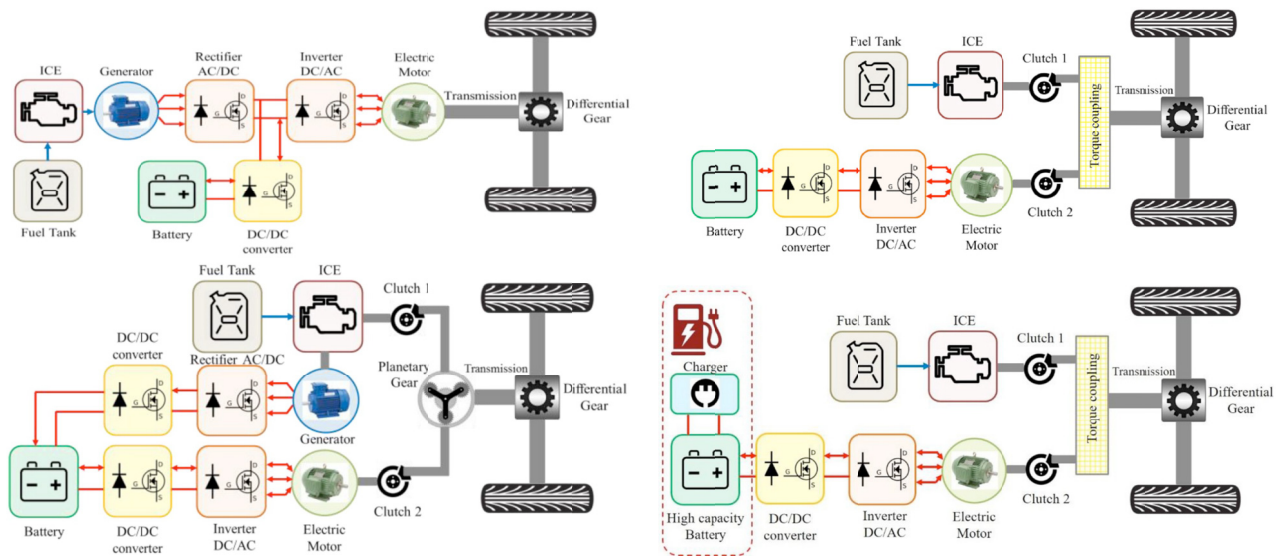 ICE
Generator
Rectifier
AC/DC
Inverter
DC/AC
Electric
Motor
Transmission
Differential
Gear
G
D
S
G
D
S
Fuel Tank
Battery
G
D
S
DC/DC
converter
Fuel Tank
ICE
Clutch 1
Torque coupling
Transmission
Differential
Gear
Battery
G
D
S
DC/DC
converter
G
D
S
Inverter
DC/AC
Electric
Motor
Clutch 2
Fuel Tank
ICE
Clutch 1
DC/DC
converter
Rectifier AC/DC
G
D
S
G
D
S
Generator
Planetary
Gear
Transmission
Differential
Gear
Battery
G
D
S
DC/DC
converter
G
D
S
Inverter
DC/AC
Electric
Motor
Clutch 2
Charger
Fuel Tank
ICE
Clutch 1
Torque coupling
Transmission
Differential
Gear
High capacity
Battery
G
D
S
DC/DC
converter
G
D
S
Inverter
DC/AC
Electric
Motor
Clutch 2